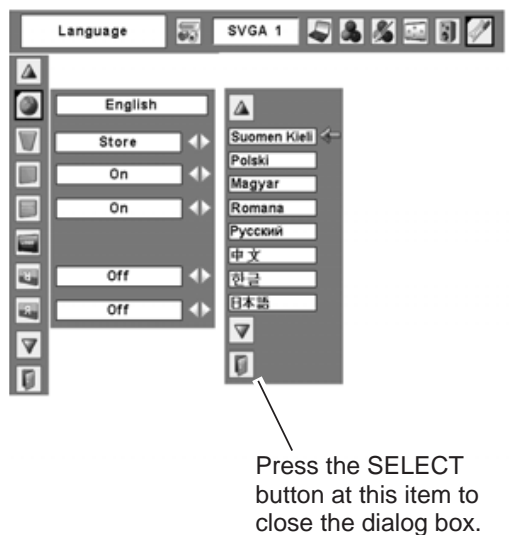 Language
SVGA 1
English
Store
On
On
Off
Off
Suomen Kieli
Polski
Magyar
Romana
Русский
中文
한글
日本語
Press the SELECT
button at this item to
close the dialog box.